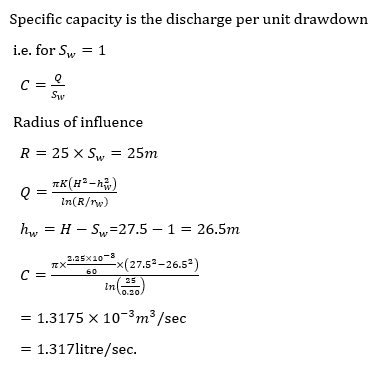 Specific capacity is the discharge per unit drawdown
i.e. for S_w = 1
C = Q/S_w
Radius of influence
R = 25 × S_w = 25m
Q = πK(H²−h_w²)/ln(R/r_w)
h_w = H − S_w=27.5 − 1 = 26.5m
C = (π×(2.25×10⁻³/60)×(27.5²−26.5²))/ln(25/0.20)
= 1.3175 × 10⁻³m³/sec
= 1.317litre/sec.